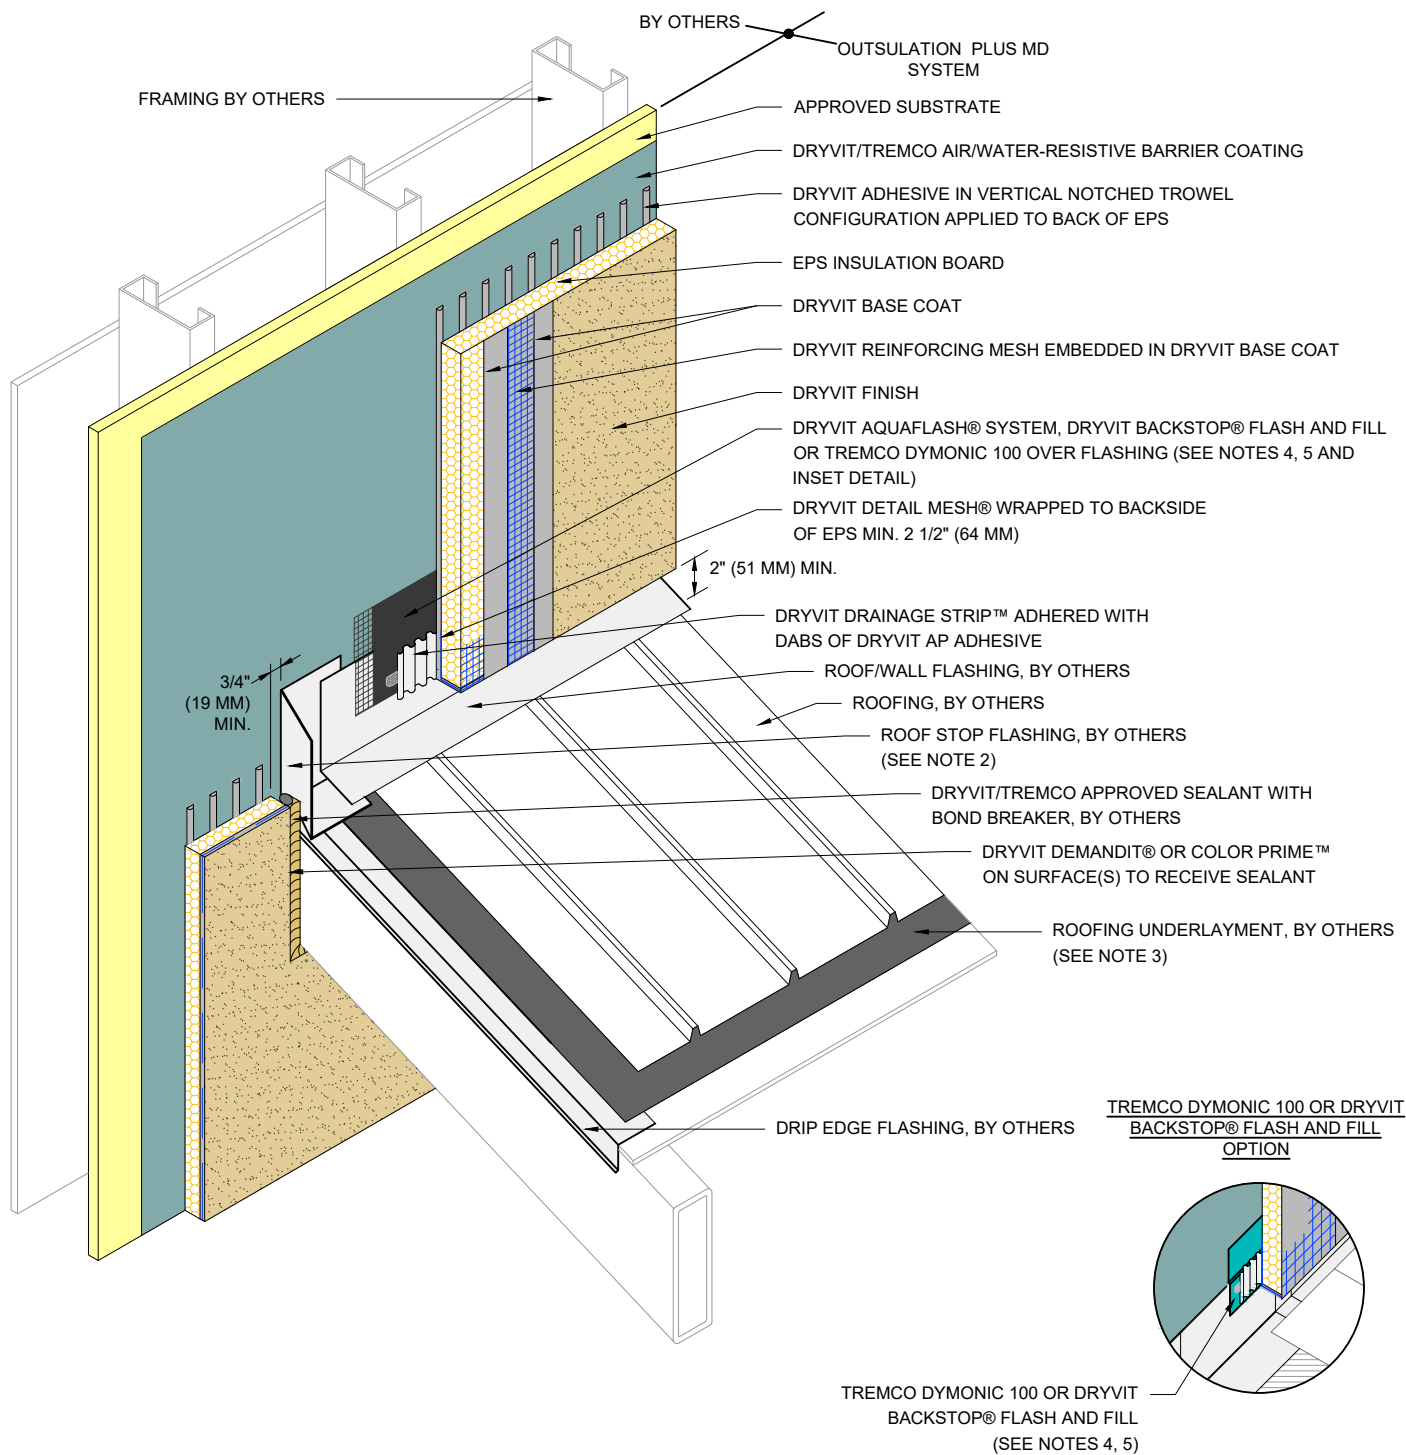 BY OTHERS
OUTSULATION PLUS MD
SYSTEM
FRAMING BY OTHERS
APPROVED SUBSTRATE
DRYVIT/TREMCO AIR/WATER-RESISTIVE BARRIER COATING
DRYVIT ADHESIVE IN VERTICAL NOTCHED TROWEL
CONFIGURATION APPLIED TO BACK OF EPS
EPS INSULATION BOARD
DRYVIT BASE COAT
DRYVIT REINFORCING MESH EMBEDDED IN DRYVIT BASE COAT
DRYVIT FINISH
DRYVIT AQUAFLASH® SYSTEM, DRYVIT BACKSTOP® FLASH AND FILL
OR TREMCO DYMONIC 100 OVER FLASHING (SEE NOTES 4, 5 AND
INSET DETAIL)
DRYVIT DETAIL MESH® WRAPPED TO BACKSIDE
OF EPS MIN. 2 1/2" (64 MM)
2" (51 MM) MIN.
DRYVIT DRAINAGE STRIP™ ADHERED WITH
DABS OF DRYVIT AP ADHESIVE
ROOF/WALL FLASHING, BY OTHERS
3/4"
(19 MM)
MIN.
ROOFING, BY OTHERS
ROOF STOP FLASHING, BY OTHERS
(SEE NOTE 2)
DRYVIT/TREMCO APPROVED SEALANT WITH
BOND BREAKER, BY OTHERS
DRYVIT DEMANDIT® OR COLOR PRIME™
ON SURFACE(S) TO RECEIVE SEALANT
ROOFING UNDERLAYMENT, BY OTHERS
(SEE NOTE 3)
DRIP EDGE FLASHING, BY OTHERS
TREMCO DYMONIC 100 OR DRYVIT
BACKSTOP® FLASH AND FILL
OPTION
TREMCO DYMONIC 100 OR DRYVIT
BACKSTOP® FLASH AND FILL
(SEE NOTES 4, 5)